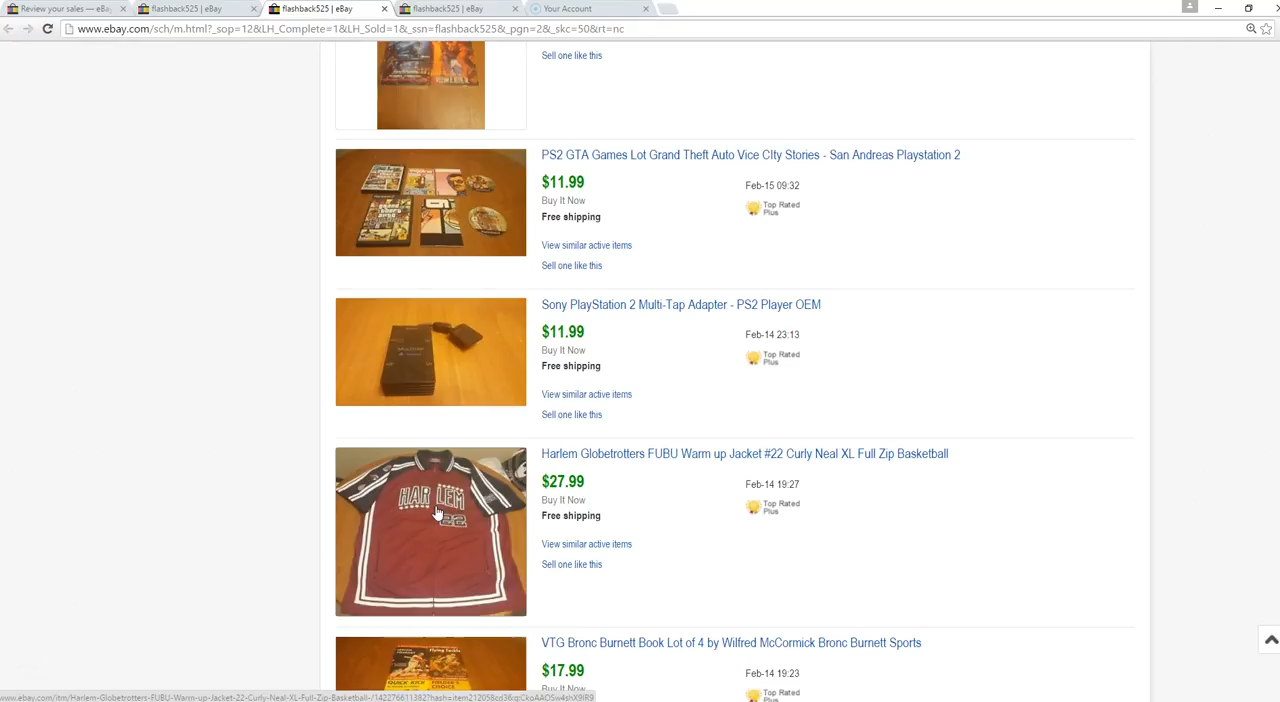 Review your sales — eBa
flashback525 | eBay
flashback525 | eBay
flashback525 | eBay
Your Account
www.ebay.com/sch/m.html?_sop=12&LH_Complete=1&LH_Sold=1&_ssn=flashback525&_pgn=2&_skc=50&rt=nc
Sell one like this
PS2 GTA Games Lot Grand Theft Auto Vice CIty Stories - San Andreas Playstation 2
$11.99
Feb-15 09:32
Buy It Now
Top Rated
Plus
Free shipping
View similar active items
Sell one like this
Sony PlayStation 2 Multi-Tap Adapter - PS2 Player OEM
$11.99
Feb-14 23:13
Buy It Now
Top Rated
Plus
Free shipping
View similar active items
Sell one like this
Harlem Globetrotters FUBU Warm up Jacket #22 Curly Neal XL Full Zip Basketball
$27.99
Feb-14 19:27
Buy It Now
Top Rated
Plus
Free shipping
View similar active items
Sell one like this
HARLEM
22
VTG Bronc Burnett Book Lot of 4 by Wilfred McCormick Bronc Burnett Sports
$17.99
Feb-14 19:23
Buy It Now
Top Rated
Plus